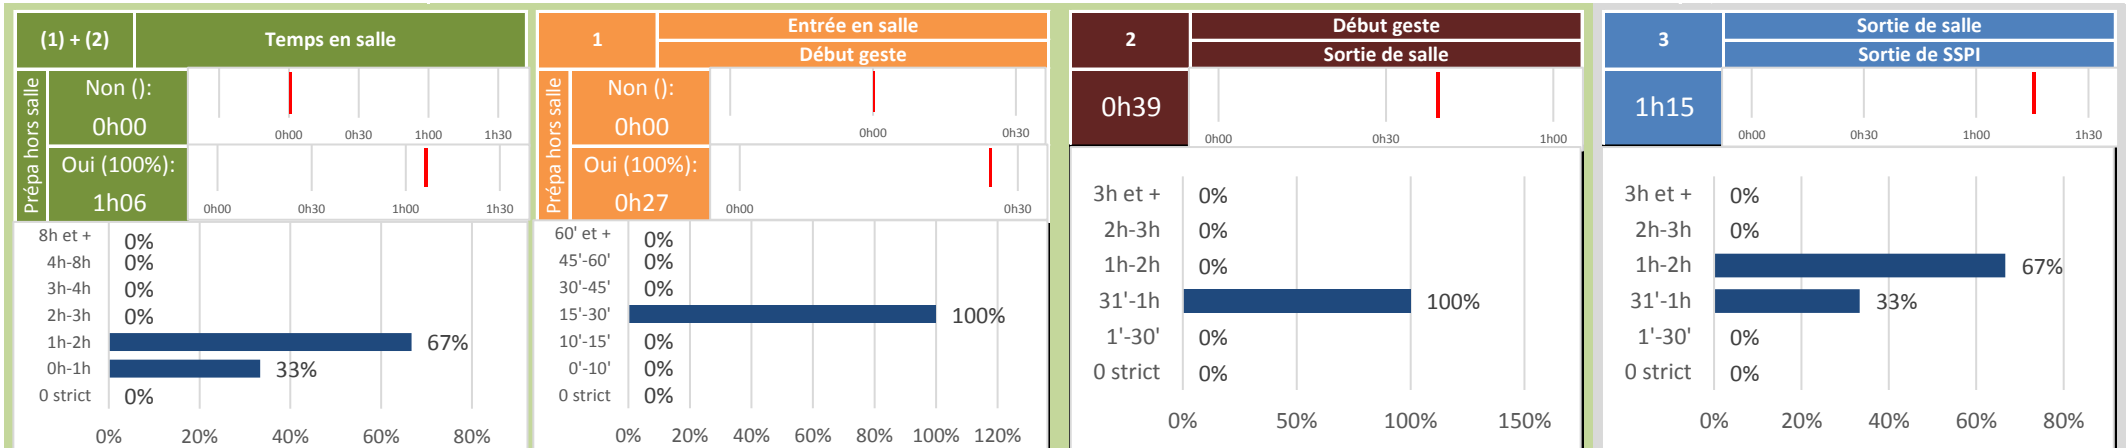 (1) + (2)
Temps en salle
Prépa hors salle
Non ():
0h00
0h00 0h30 1h00 1h30
Oui (100%):
1h06
0h00 0h30 1h00 1h30
8h et + 0%
4h-8h 0%
3h-4h 0%
2h-3h 0%
1h-2h 67%
0h-1h 33%
0 strict 0%
0% 20% 40% 60% 80%
1
Entrée en salle
Début geste
Prépa hors salle
Non ():
0h00
0h00 0h30
Oui (100%):
0h27
0h00 0h30
60' et + 0%
45'-60' 0%
30'-45' 0%
15'-30' 100%
10'-15' 0%
0'-10' 0%
0 strict 0%
0% 20% 40% 60% 80% 100% 120%
2
Début geste
Sortie de salle
0h39
0h00 0h30 1h00
3h et + 0%
2h-3h 0%
1h-2h 0%
31'-1h 100%
1'-30' 0%
0 strict 0%
0% 50% 100% 150%
3
Sortie de salle
Sortie de SSPI
1h15
0h00 0h30 1h00 1h30
3h et + 0%
2h-3h 0%
1h-2h 67%
31'-1h 33%
1'-30' 0%
0 strict 0%
0% 20% 40% 60% 80%